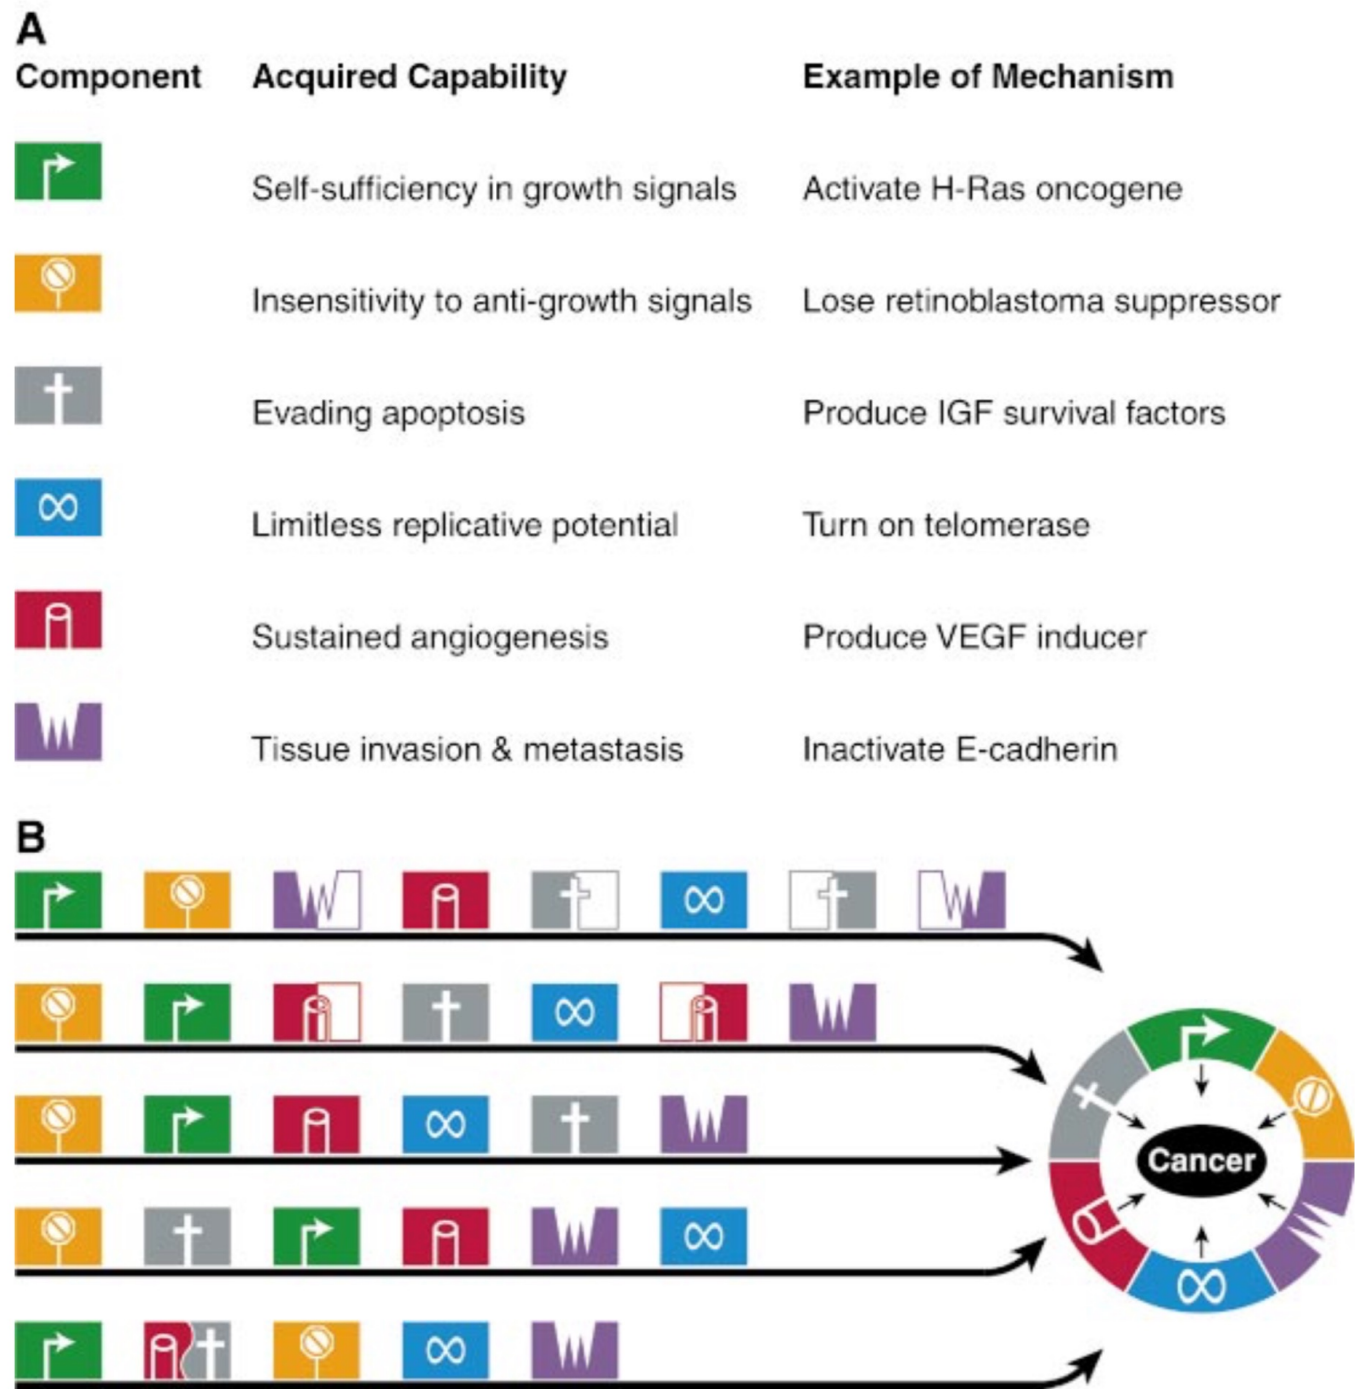 A
Component Acquired Capability Example of Mechanism
Self-sufficiency in growth signals Activate H-Ras oncogene
Insensitivity to anti-growth signals Lose retinoblastoma suppressor
Evading apoptosis Produce IGF survival factors
Limitless replicative potential Turn on telomerase
Sustained angiogenesis Produce VEGF inducer
Tissue invasion & metastasis Inactivate E-cadherin
B
Cancer